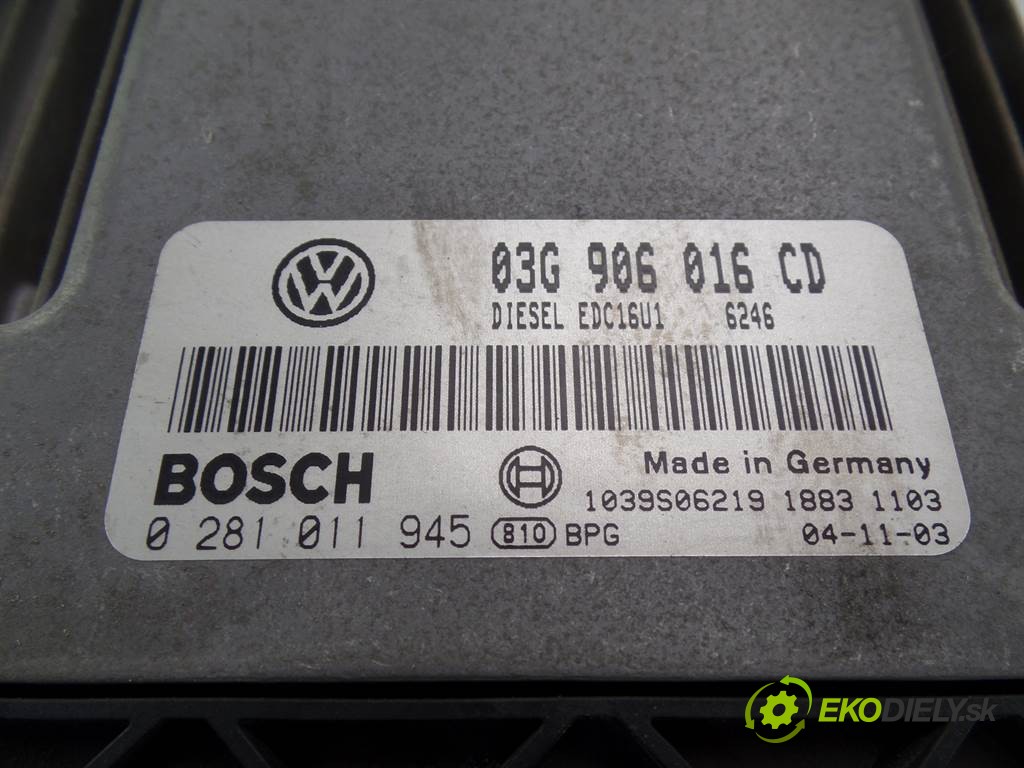 03G 906 016 CD
DIESEL EDC16U1 6246
BOSCH
Made in Germany
1039S06219 1883 1103
0 281 011 945 810 BPG
04-11-03
EKODIELY.sk